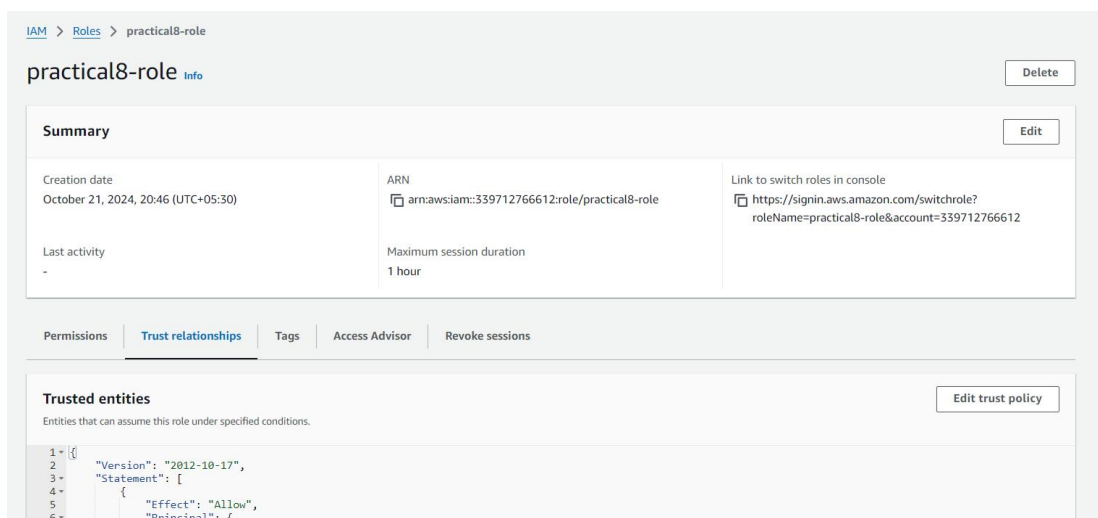 IAM > Roles > practical8-role
practical8-role Info
Delete
Summary
Edit
Creation date
October 21, 2024, 20:46 (UTC+05:30)
ARN
arn:aws:iam::339712766612:role/practical8-role
Link to switch roles in console
https://signin.aws.amazon.com/switchrole?
roleName=practical8-role&account=339712766612
Last activity
-
Maximum session duration
1 hour
Permissions
Trust relationships
Tags
Access Advisor
Revoke sessions
Trusted entities
Edit trust policy
Entities that can assume this role under specified conditions.
1 {
2 "Version": "2012-10-17",
3 "Statement": [
4 {
5 "Effect": "Allow",
6 "Principal": {